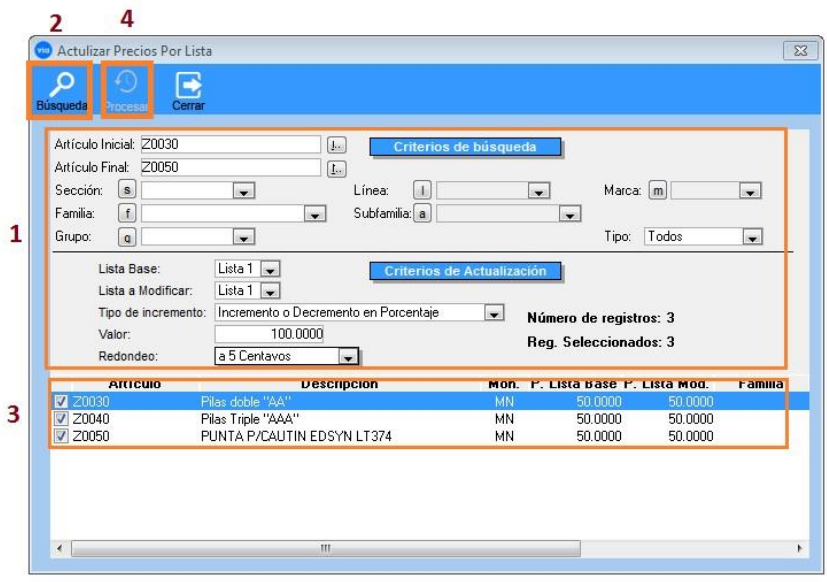 2 4
via Actulizar Precios Por Lista
Búsqueda Procesar Cerrar
Artículo Inicial: Z0030 Criterios de búsqueda
Artículo Final: Z0050
Sección: s Línea: l Marca: m
Familia: f Subfamilia: a
1 Grupo: g Tipo: Todos
Lista Base: Lista 1 Criterios de Actualización
Lista a Modificar: Lista 1
Tipo de incremento: Incremento o Decremento en Porcentaje Número de registros: 3
Valor: 100.0000
Reg. Seleccionados: 3
Redondeo: a 5 Centavos
Artículo Descripción Mon. P. Lista Base P. Lista Mod. Familia
3 Z0030 Pilas doble "AA" MN 50.0000 50.0000
Z0040 Pilas Triple "AAA" MN 50.0000 50.0000
Z0050 PUNTA P/CAUTIN EDSYN LT374 MN 50.0000 50.0000